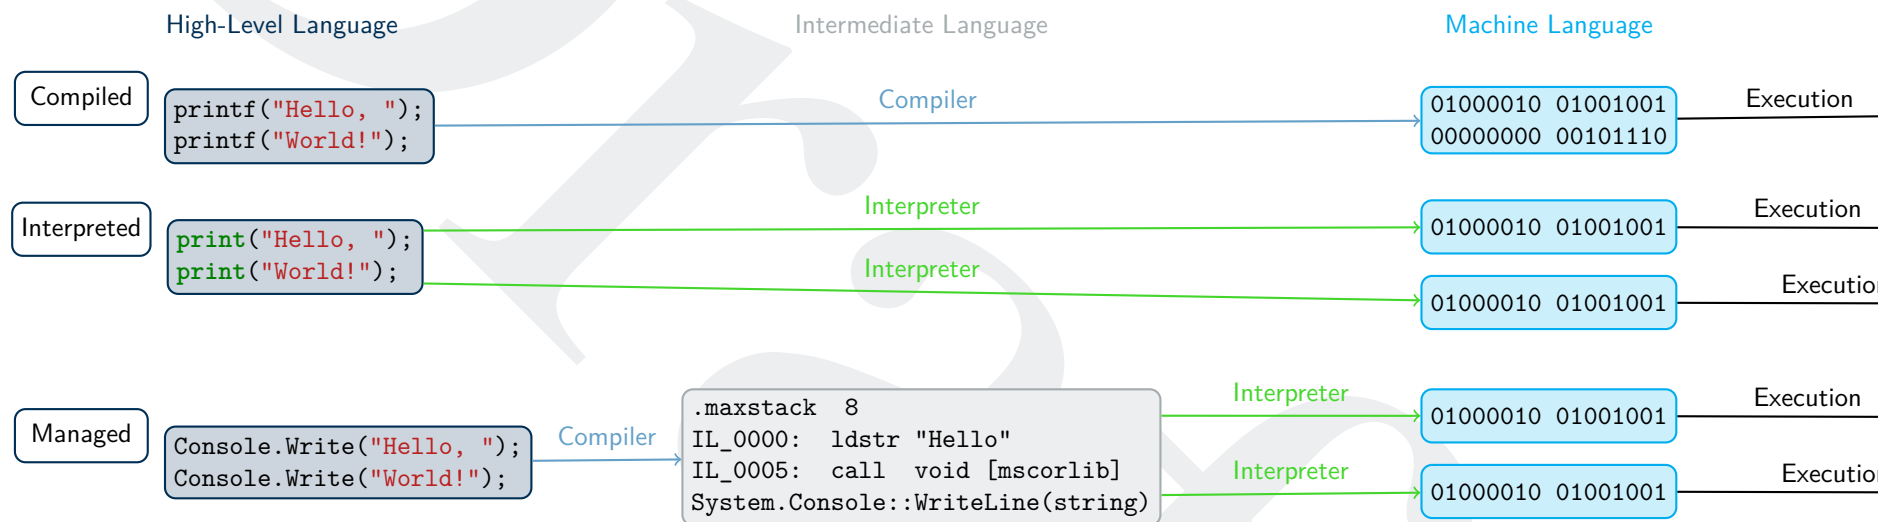 High-Level Language
Intermediate Language
Machine Language
Compiled
printf("Hello, ");
printf("World!");
Compiler
01000010 01001001
00000000 00101110
Execution
Interpreted
print("Hello, ");
print("World!");
Interpreter
01000010 01001001
Execution
Interpreter
01000010 01001001
Execution
Managed
Console.Write("Hello, ");
Console.Write("World!");
Compiler
.maxstack  8
IL_0000:  ldstr "Hello"
IL_0005:  call  void [mscorlib]
System.Console::WriteLine(string)
Interpreter
01000010 01001001
Execution
Interpreter
01000010 01001001
Execution